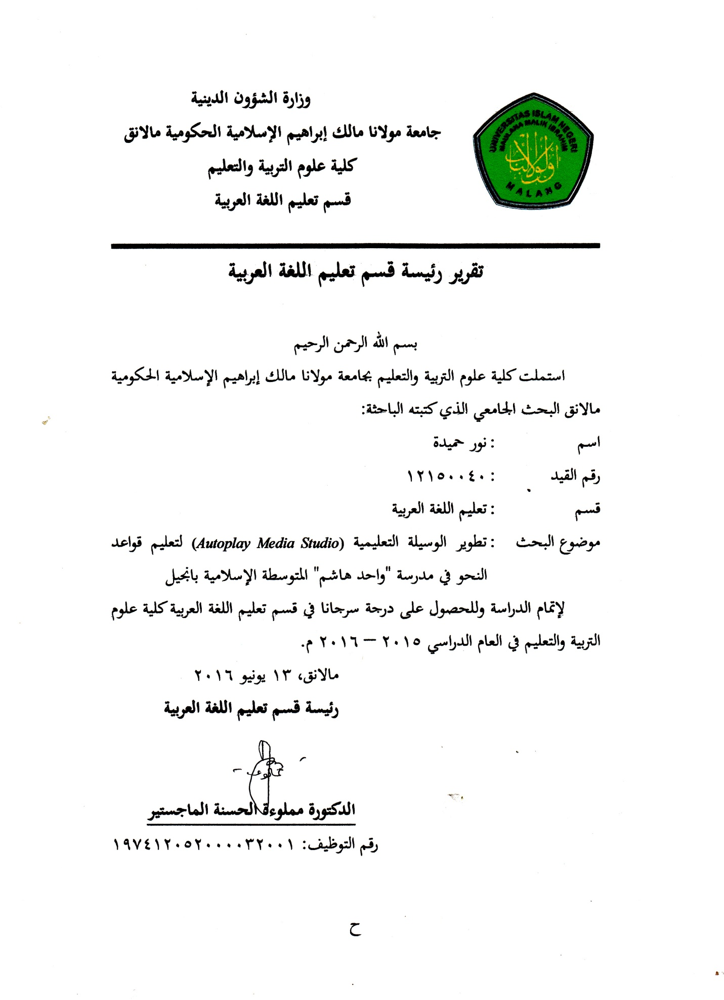 وزارة الشؤون الدينية
جامعة مولانا مالك إبراهيم الإسلامية الحكومية مالانق
كلية علوم التربية والتعليم
قسم تعليم اللغة العربية
UNIVERSITAS ISLAM NEGERI
MAULANA MALIK IBRAHIM
MALANG
تقرير رئيسة قسم تعليم اللغة العربية
بسم الله الرحمن الرحيم
استملت كلية علوم التربية والتعليم بجامعة مولانا مالك إبراهيم الإسلامية الحكومية
مالانق البحث الجامعي الذي كتبته الباحثة:
اسم : نور حميدة
رقم القيد : ١٢١٥٠٠٤٠
قسم : تعليم اللغة العربية
موضوع البحث : تطوير الوسيلة التعليمية (Autoplay Media Studio) لتعليم قواعد
النحو في مدرسة "واحد هاشم" المتوسطة الإسلامية بانجيل
لإتمام الدراسة وللحصول على درجة سرجانا في قسم تعليم اللغة العربية كلية علوم
التربية والتعليم في العام الدراسي ٢٠١٥ – ٢٠١٦ م.
مالانق، ١٣ يونيو ٢٠١٦
رئيسة قسم تعليم اللغة العربية
الدكتورة مملوءة الحسنة الماجستير
رقم التوظيف: ١٩٧٤١٢٠٥٢٠٠٠٠٣٢٠٠١
ح